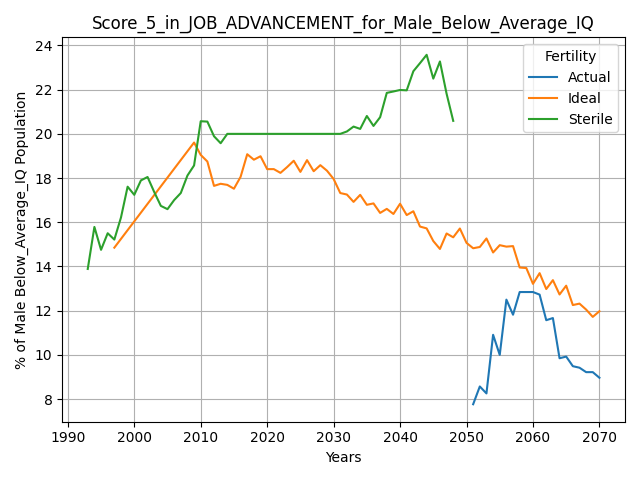 Score_5_in_JOB_ADVANCEMENT_for_Male_Below_Average_IQ
Fertility
Actual
Ideal
Sterile
% of Male Below_Average_IQ Population
24
22
20
18
16
14
12
10
8
1990 2000 2010 2020 2030 2040 2050 2060 2070
Years